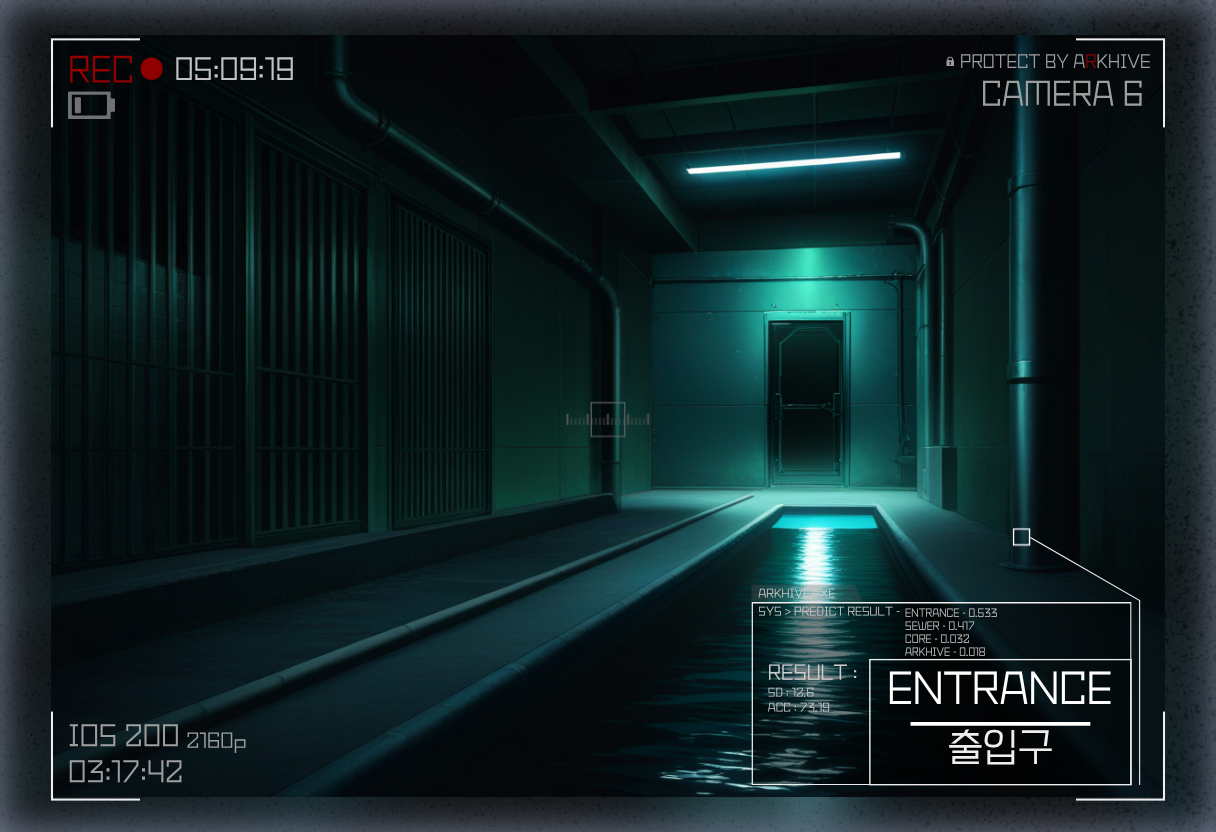 REC 05:09:19
PROTECT BY ARKHIVE
CAMERA 6
ARKHIVE.EXE
SYS > PREDICT RESULT - ENTRANCE - 0.533
SEWER - 0.417
CORE - 0.032
ARKHIVE - 0.018
RESULT :
SD : 12.6
ACC : 73.19
ENTRANCE
출입구
IOS 200 2160p
03:17:42